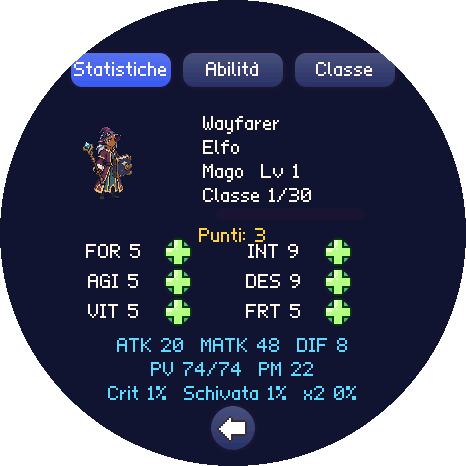 Statistiche Abilità Classe
Wayfarer
Elfo
Mago Lv 1
Classe 1/30
Punti: 3
FOR 5 INT 9
AGI 5 DES 9
VIT 5 FRT 5
ATK 20 MATK 48 DIF 8
PV 74/74 PM 22
Crit 1% Schivata 1% x2 0%